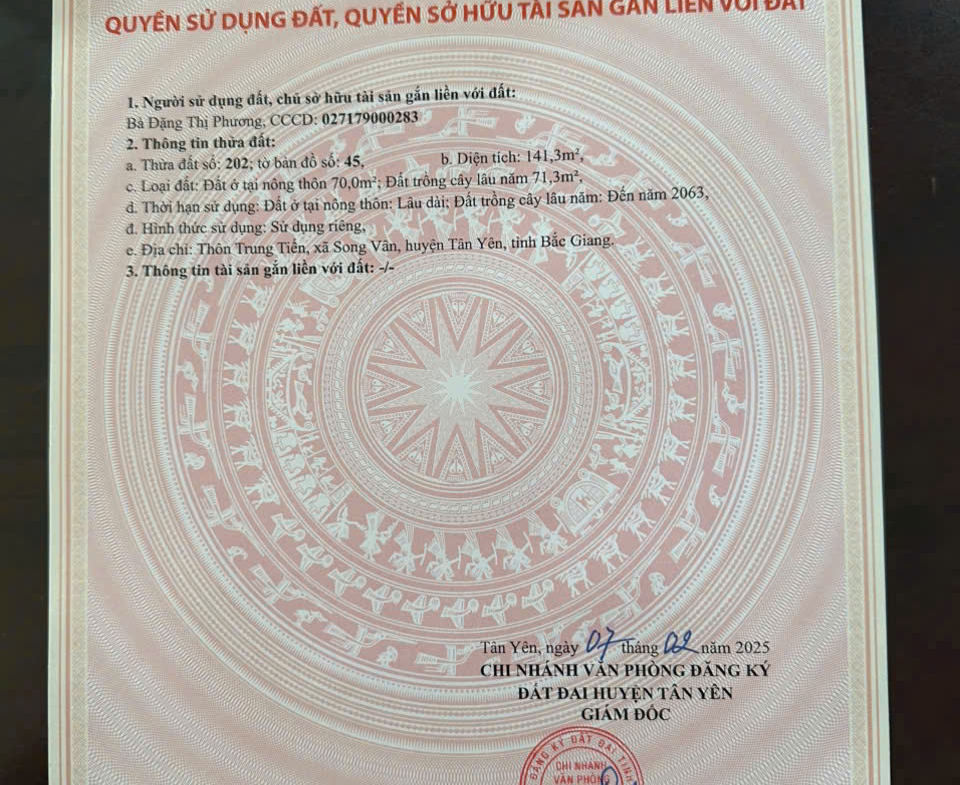 QUYỀN SỬ DỤNG ĐẤT, QUYỀN SỞ HỮU TÀI SẢN GẮN LIỀN VỚI ĐẤT
1. Người sử dụng đất, chủ sở hữu tài sản gắn liền với đất:
Bà Đặng Thị Phương, CCCD: 027179000283
2. Thông tin thửa đất:
a. Thửa đất số: 202; tờ bản đồ số: 45, b. Diện tích: 141,3m²,
c. Loại đất: Đất ở tại nông thôn 70,0m²; Đất trồng cây lâu năm 71,3m²,
d. Thời hạn sử dụng: Đất ở tại nông thôn: Lâu dài; Đất trồng cây lâu năm: Đến năm 2063,
đ. Hình thức sử dụng: Sử dụng riêng,
e. Địa chỉ: Thôn Trung Tiến, xã Song Vân, huyện Tân Yên, tỉnh Bắc Giang.
3. Thông tin tài sản gắn liền với đất: -/-
Tân Yên, ngày 07 tháng 02 năm 2025
CHI NHÁNH VĂN PHÒNG ĐĂNG KÝ
ĐẤT ĐAI HUYỆN TÂN YÊN
GIÁM ĐỐC
ĐĂNG KÝ ĐẤT ĐAI TỈNH
CHI NHÁNH
VĂN PHÒNG